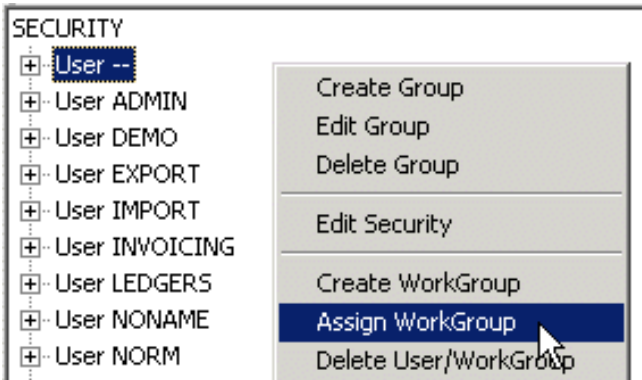 SECURITY
User --
User ADMIN
User DEMO
User EXPORT
User IMPORT
User INVOICING
User LEDGERS
User NONAME
User NORM
Create Group
Edit Group
Delete Group
Edit Security
Create WorkGroup
Assign WorkGroup
Delete User/WorkGroup